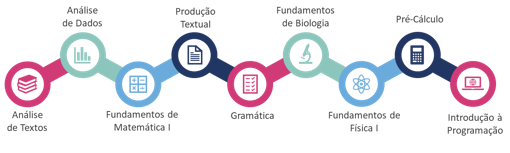 Análise
de Textos
Análise
de Dados
Fundamentos de
Matemática I
Produção
Textual
Gramática
Fundamentos
de Biologia
Fundamentos de
Física I
Pré-Cálculo
Introdução à
Programação